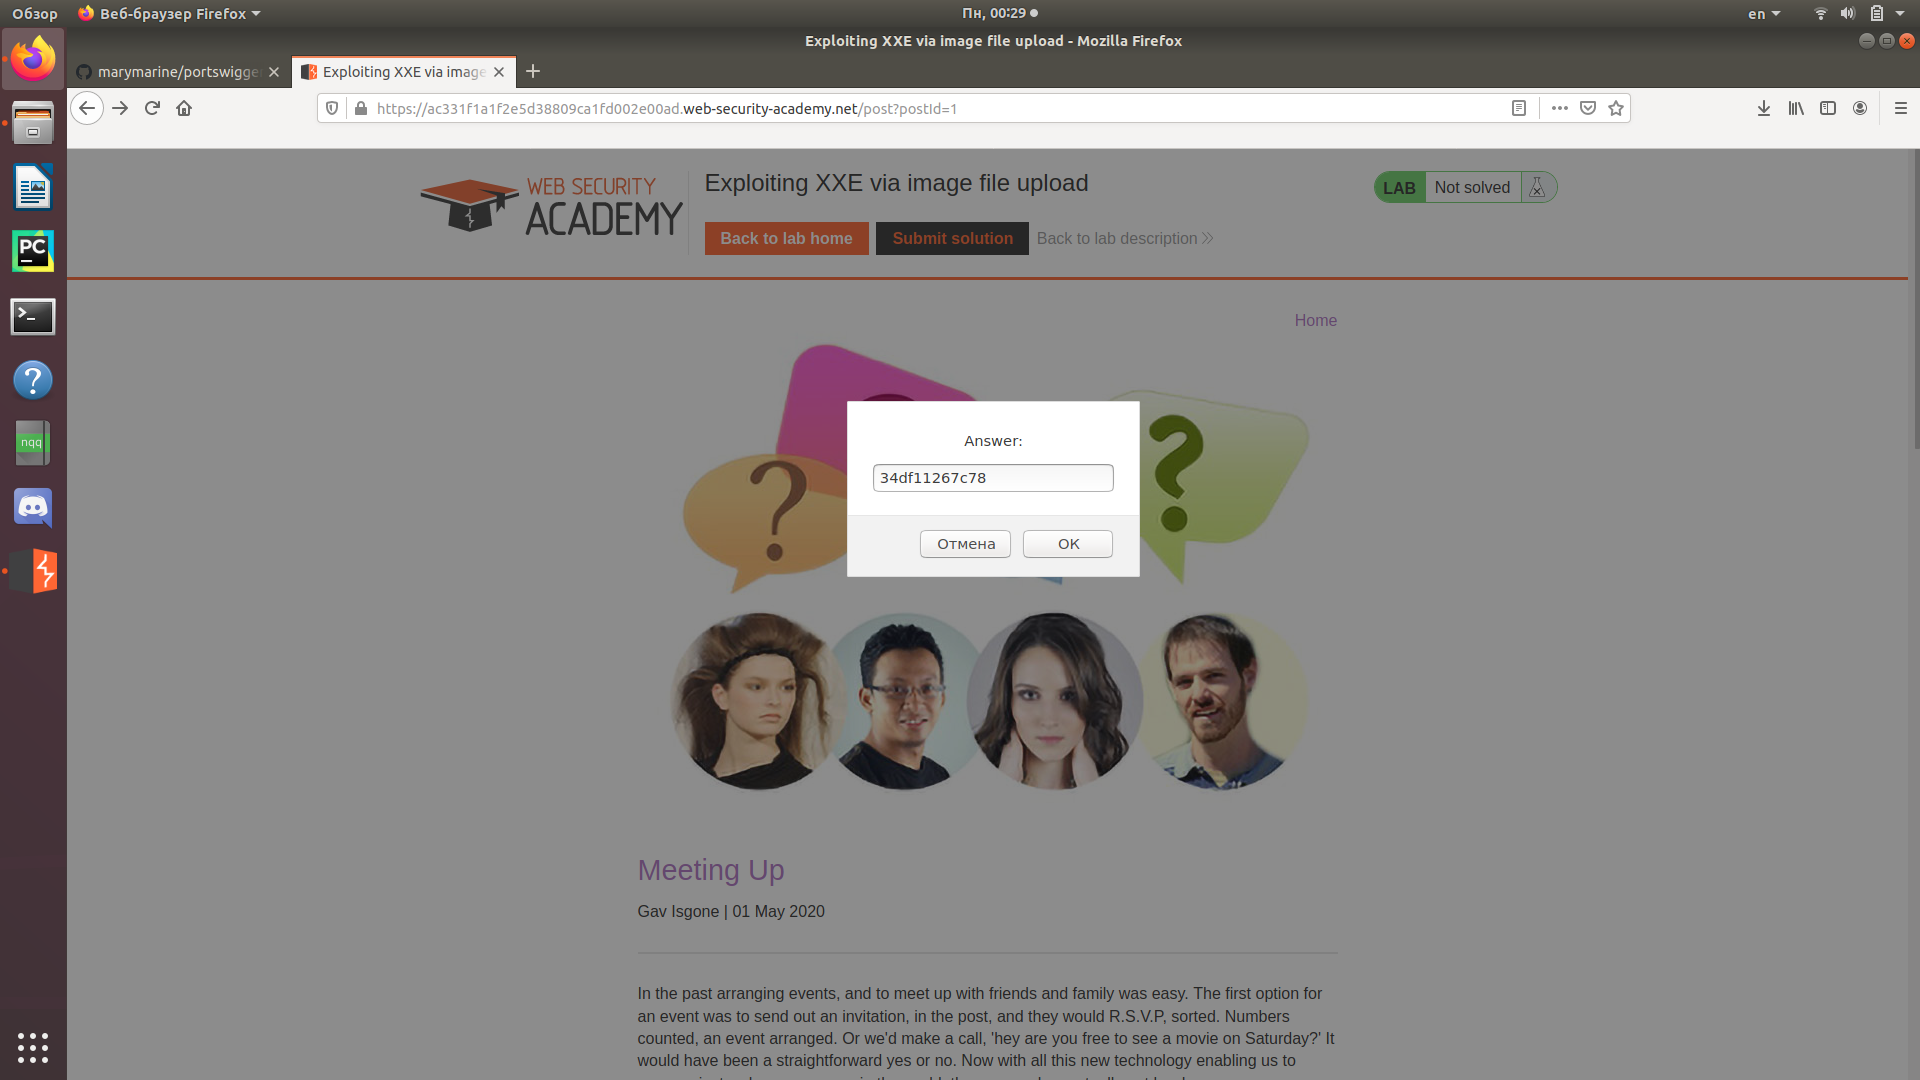 Обзор Веб-браузер Firefox Пн, 00:29 en
Exploiting XXE via image file upload - Mozilla Firefox
marymarine/portswigge Exploiting XXE via image
https://ac331f1a1f2e5d38809ca1fd002e00ad.web-security-academy.net/post?postId=1
WEB SECURITY
ACADEMY
Exploiting XXE via image file upload
LAB Not solved
Back to lab home Submit solution Back to lab description
Home
Answer:
34df11267c78
Отмена ОК
PC
nqq
Meeting Up
Gav Isgone | 01 May 2020
In the past arranging events, and to meet up with friends and family was easy. The first option for
an event was to send out an invitation, in the post, and they would R.S.V.P, sorted. Numbers
counted, an event arranged. Or we'd make a call, 'hey are you free to see a movie on Saturday?' It
would have been a straightforward yes or no. Now with all this new technology enabling us to